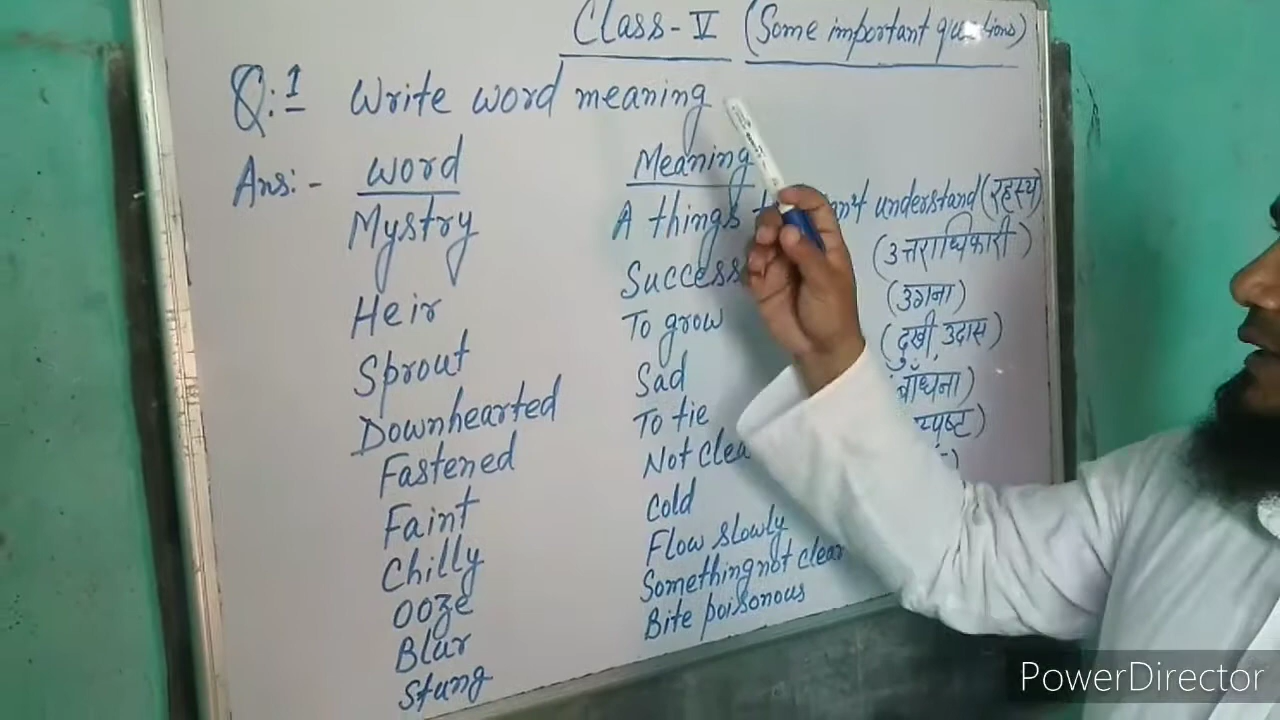 Class - V (Some important questions)
Q:1 Write word meaning
Ans:- word Meaning
Mystry A things understand (रहस्य)
Heir Success (उत्तराधिकारी)
Sprout To grow (उगना)
Downhearted Sad (दुखी, उदास)
Fastened To tie बाँधना)
Faint Not clea
Chilly Cold
Ooze Flow slowly
Blur Something not clear
Stung Bite poisonous
PowerDirector